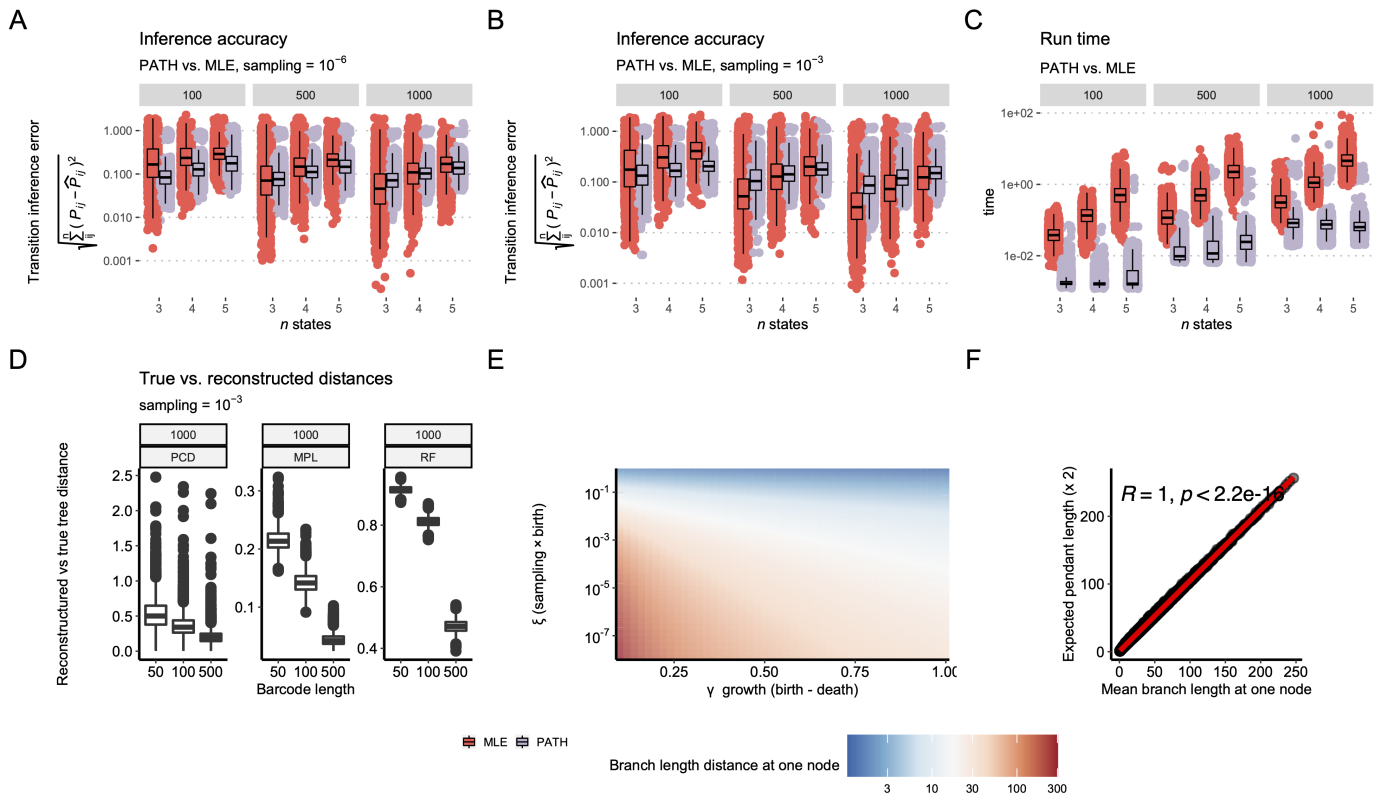 A
Inference accuracy
PATH vs. MLE, sampling = 10⁻⁶
100 500 1000
Transition inference error
√ n Σ ij ( Pᵢⱼ − P̂ᵢⱼ )²
1.000
0.100
0.010
0.001
3 4 5 3 4 5 3 4 5
n states
B
Inference accuracy
PATH vs. MLE, sampling = 10⁻³
100 500 1000
Transition inference error
√ n Σ ij ( Pᵢⱼ − P̂ᵢⱼ )²
1.000
0.100
0.010
0.001
3 4 5 3 4 5 3 4 5
n states
C
Run time
PATH vs. MLE
100 500 1000
time
1e+02
1e+00
1e−02
3 4 5 3 4 5 3 4 5
n states
D
True vs. reconstructed distances
sampling = 10⁻³
1000 1000 1000
PCD MPL RF
Reconstructured vs true tree distance
2.5
2.0
1.5
1.0
0.5
0.0
0.3
0.2
0.1
0.8
0.6
0.4
50 100 500 50 100 500 50 100 500
Barcode length
E
ξ (sampling × birth)
10⁻¹
10⁻³
10⁻⁵
10⁻⁷
0.25 0.50 0.75 1.00
γ growth (birth - death)
F
Expected pendant length (x 2)
R = 1, p < 2.2e-16
200
100
0
0 50 100 150 200 250
Mean branch length at one node
MLE PATH
Branch length distance at one node
3 10 30 100 300